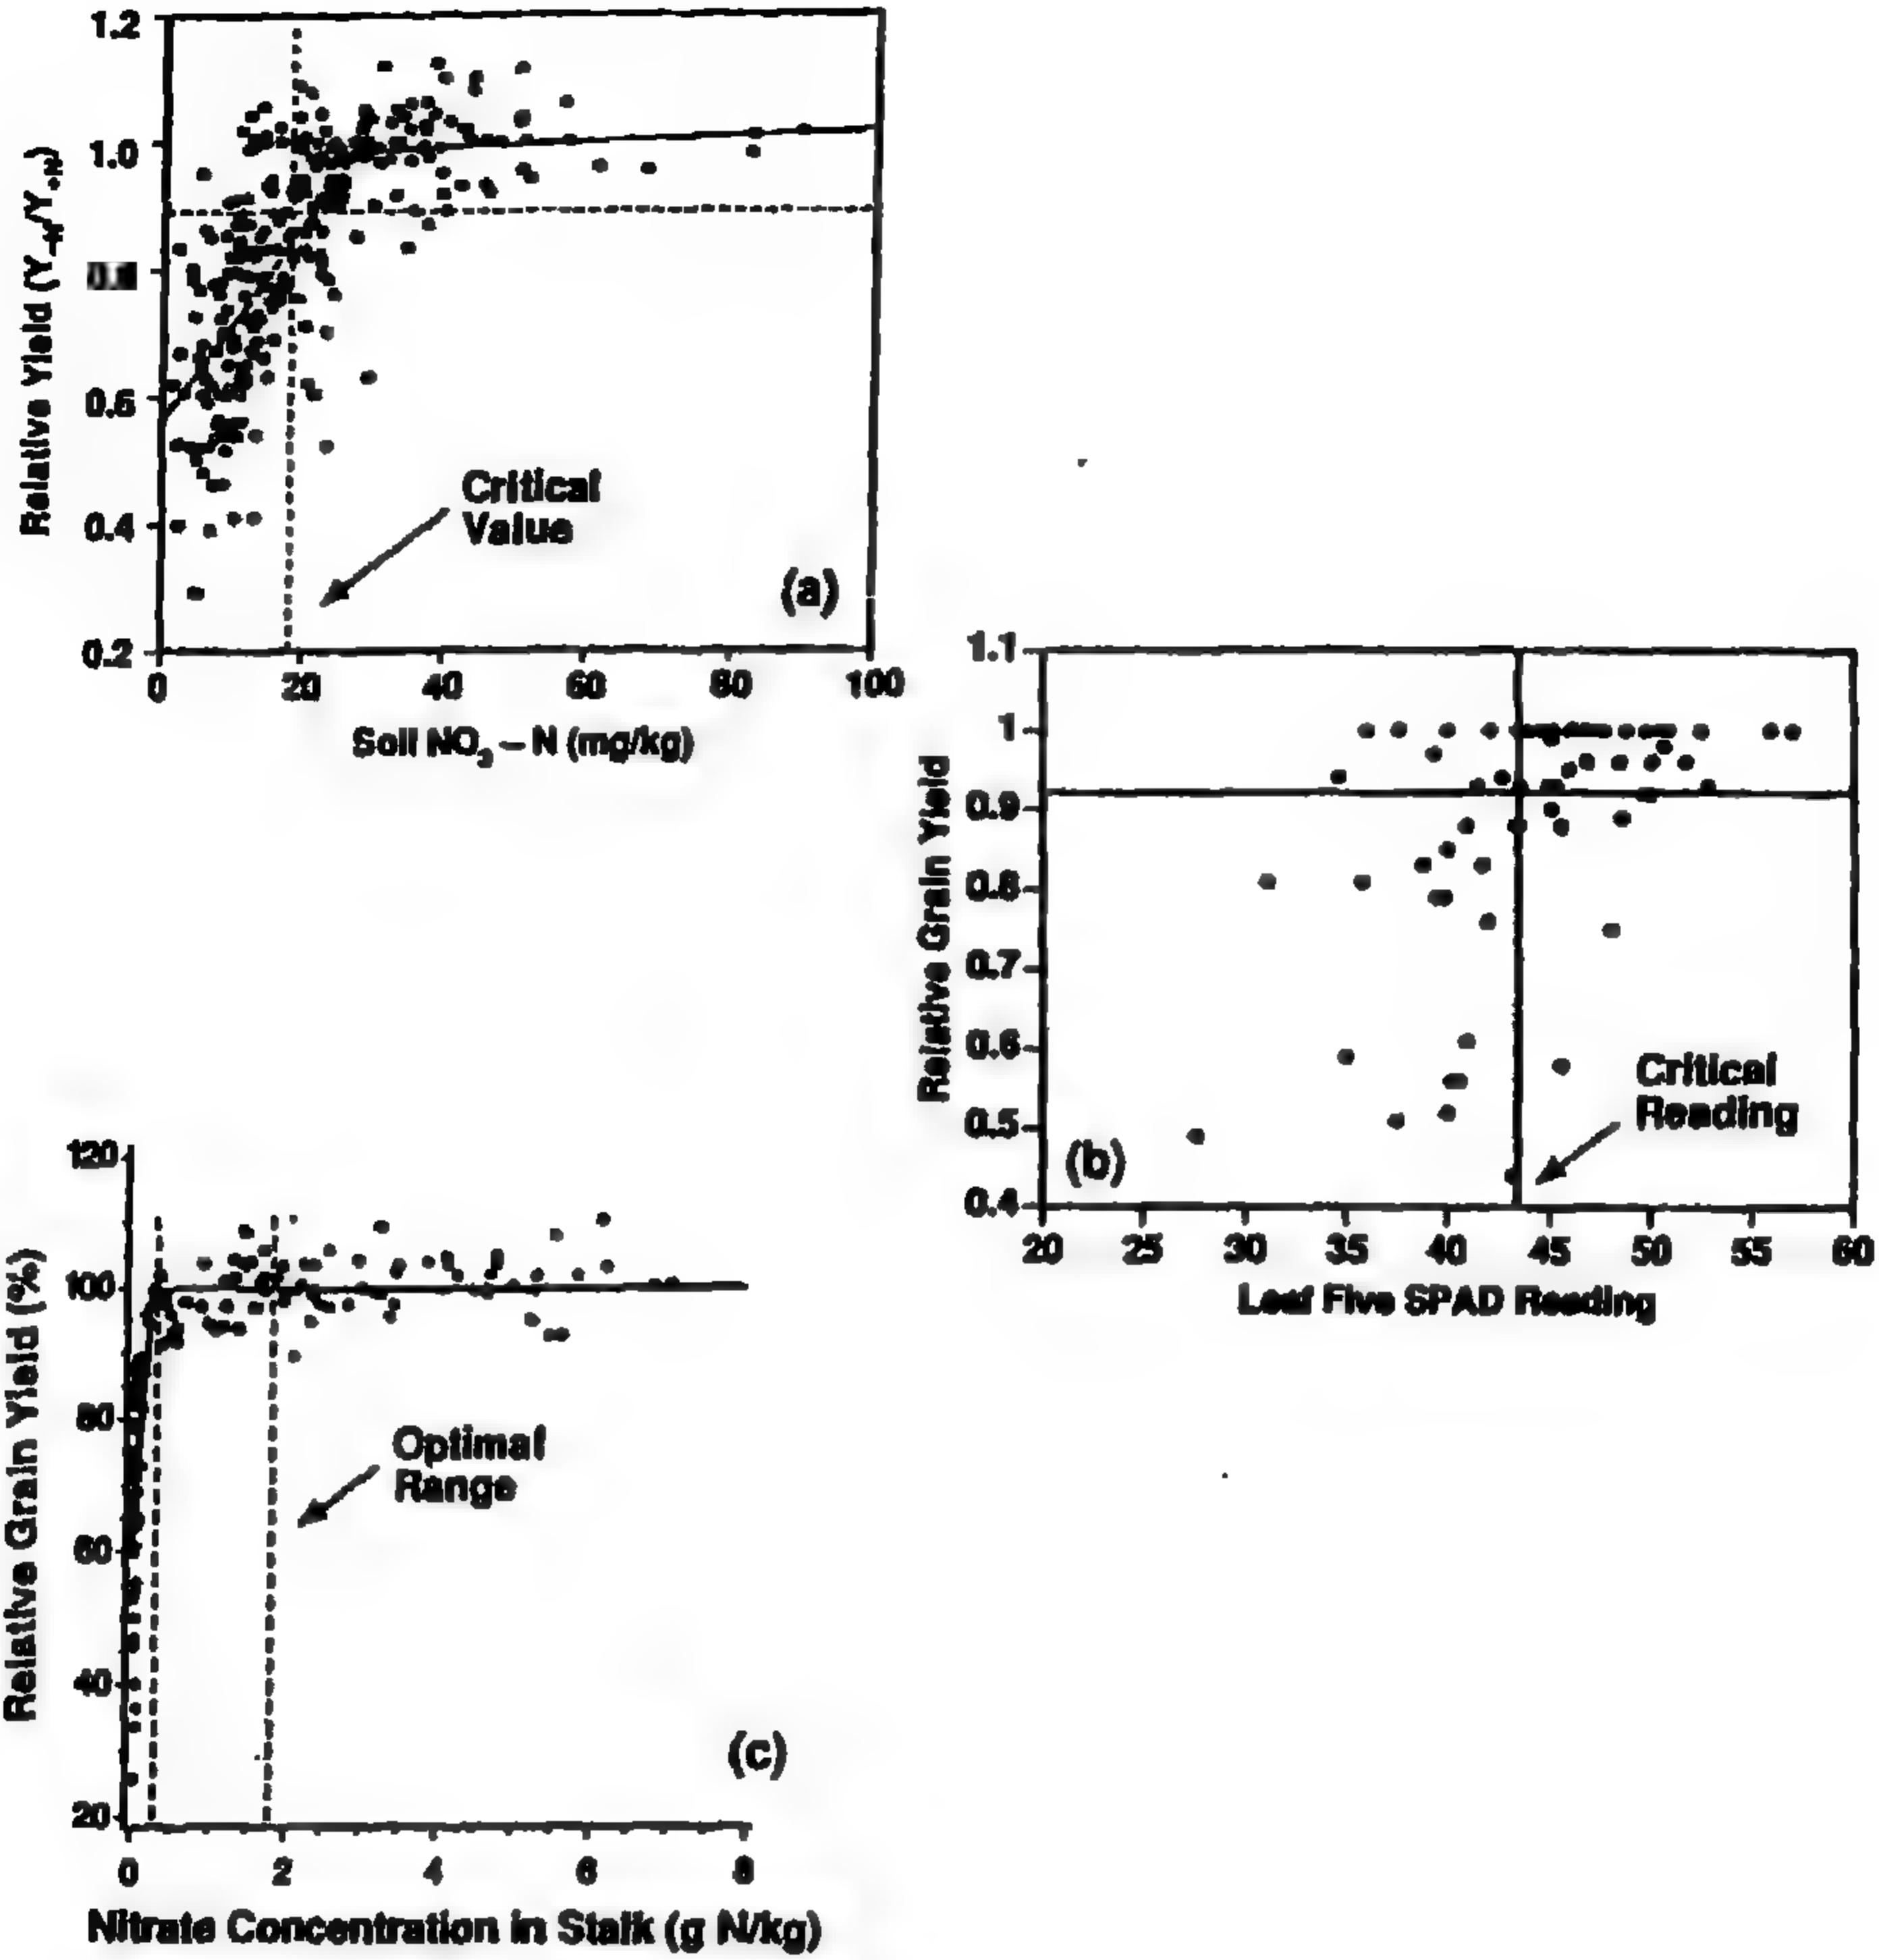 1.2
1.0
0.6
0.4
0.2
0
20
40
60
80
100
Relative Yield (Y-N/Y+N)
Soil NO3 – N (mg/kg)
Critical
Value
(a)
1.1
1
0.9
0.8
0.7
0.6
0.5
0.4
20
25
30
35
40
45
50
55
60
Relative Grain Yield
Leaf Five SPAD Reading
Critical
Reading
(b)
120
100
80
60
40
20
0
2
4
6
8
Relative Grain Yield (%)
Nitrate Concentration in Stalk (g N/kg)
Optimal
Range
(c)